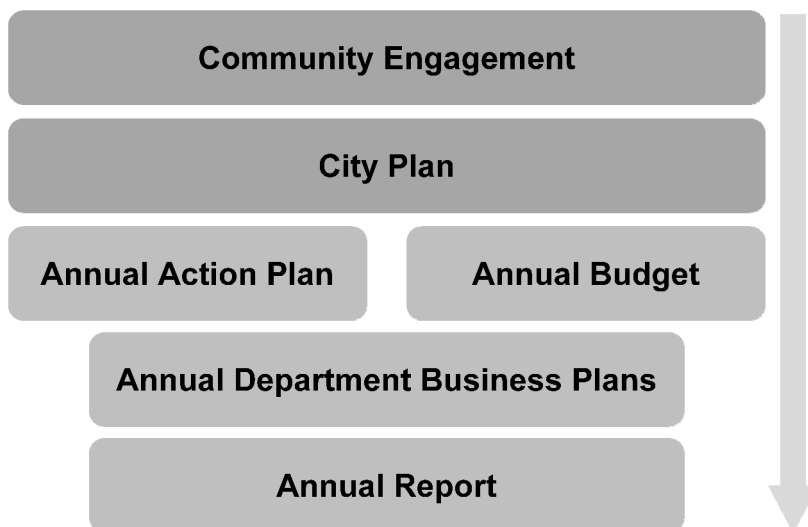 Community Engagement
City Plan
Annual Action Plan
Annual Budget
Annual Department Business Plans
Annual Report